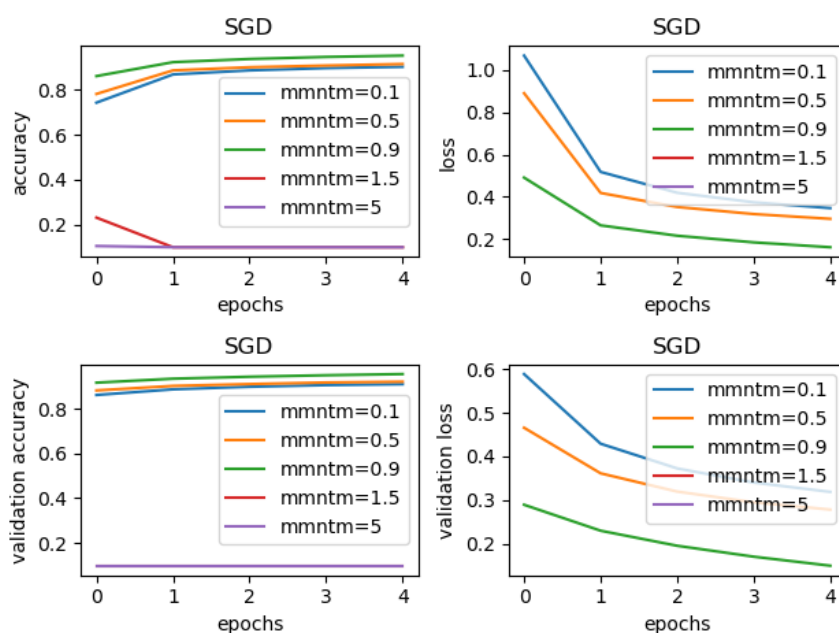 SGD
accuracy
0.8
0.6
0.4
0.2
mmntm=0.1
mmntm=0.5
mmntm=0.9
mmntm=1.5
mmntm=5
0 1 2 3 4
epochs
SGD
loss
1.0
0.8
0.6
0.4
0.2
mmntm=0.1
mmntm=0.5
mmntm=0.9
mmntm=1.5
mmntm=5
0 1 2 3 4
epochs
SGD
validation accuracy
0.8
0.6
0.4
0.2
mmntm=0.1
mmntm=0.5
mmntm=0.9
mmntm=1.5
mmntm=5
0 1 2 3 4
epochs
SGD
validation loss
0.6
0.5
0.4
0.3
0.2
mmntm=0.1
mmntm=0.5
mmntm=0.9
mmntm=1.5
mmntm=5
0 1 2 3 4
epochs